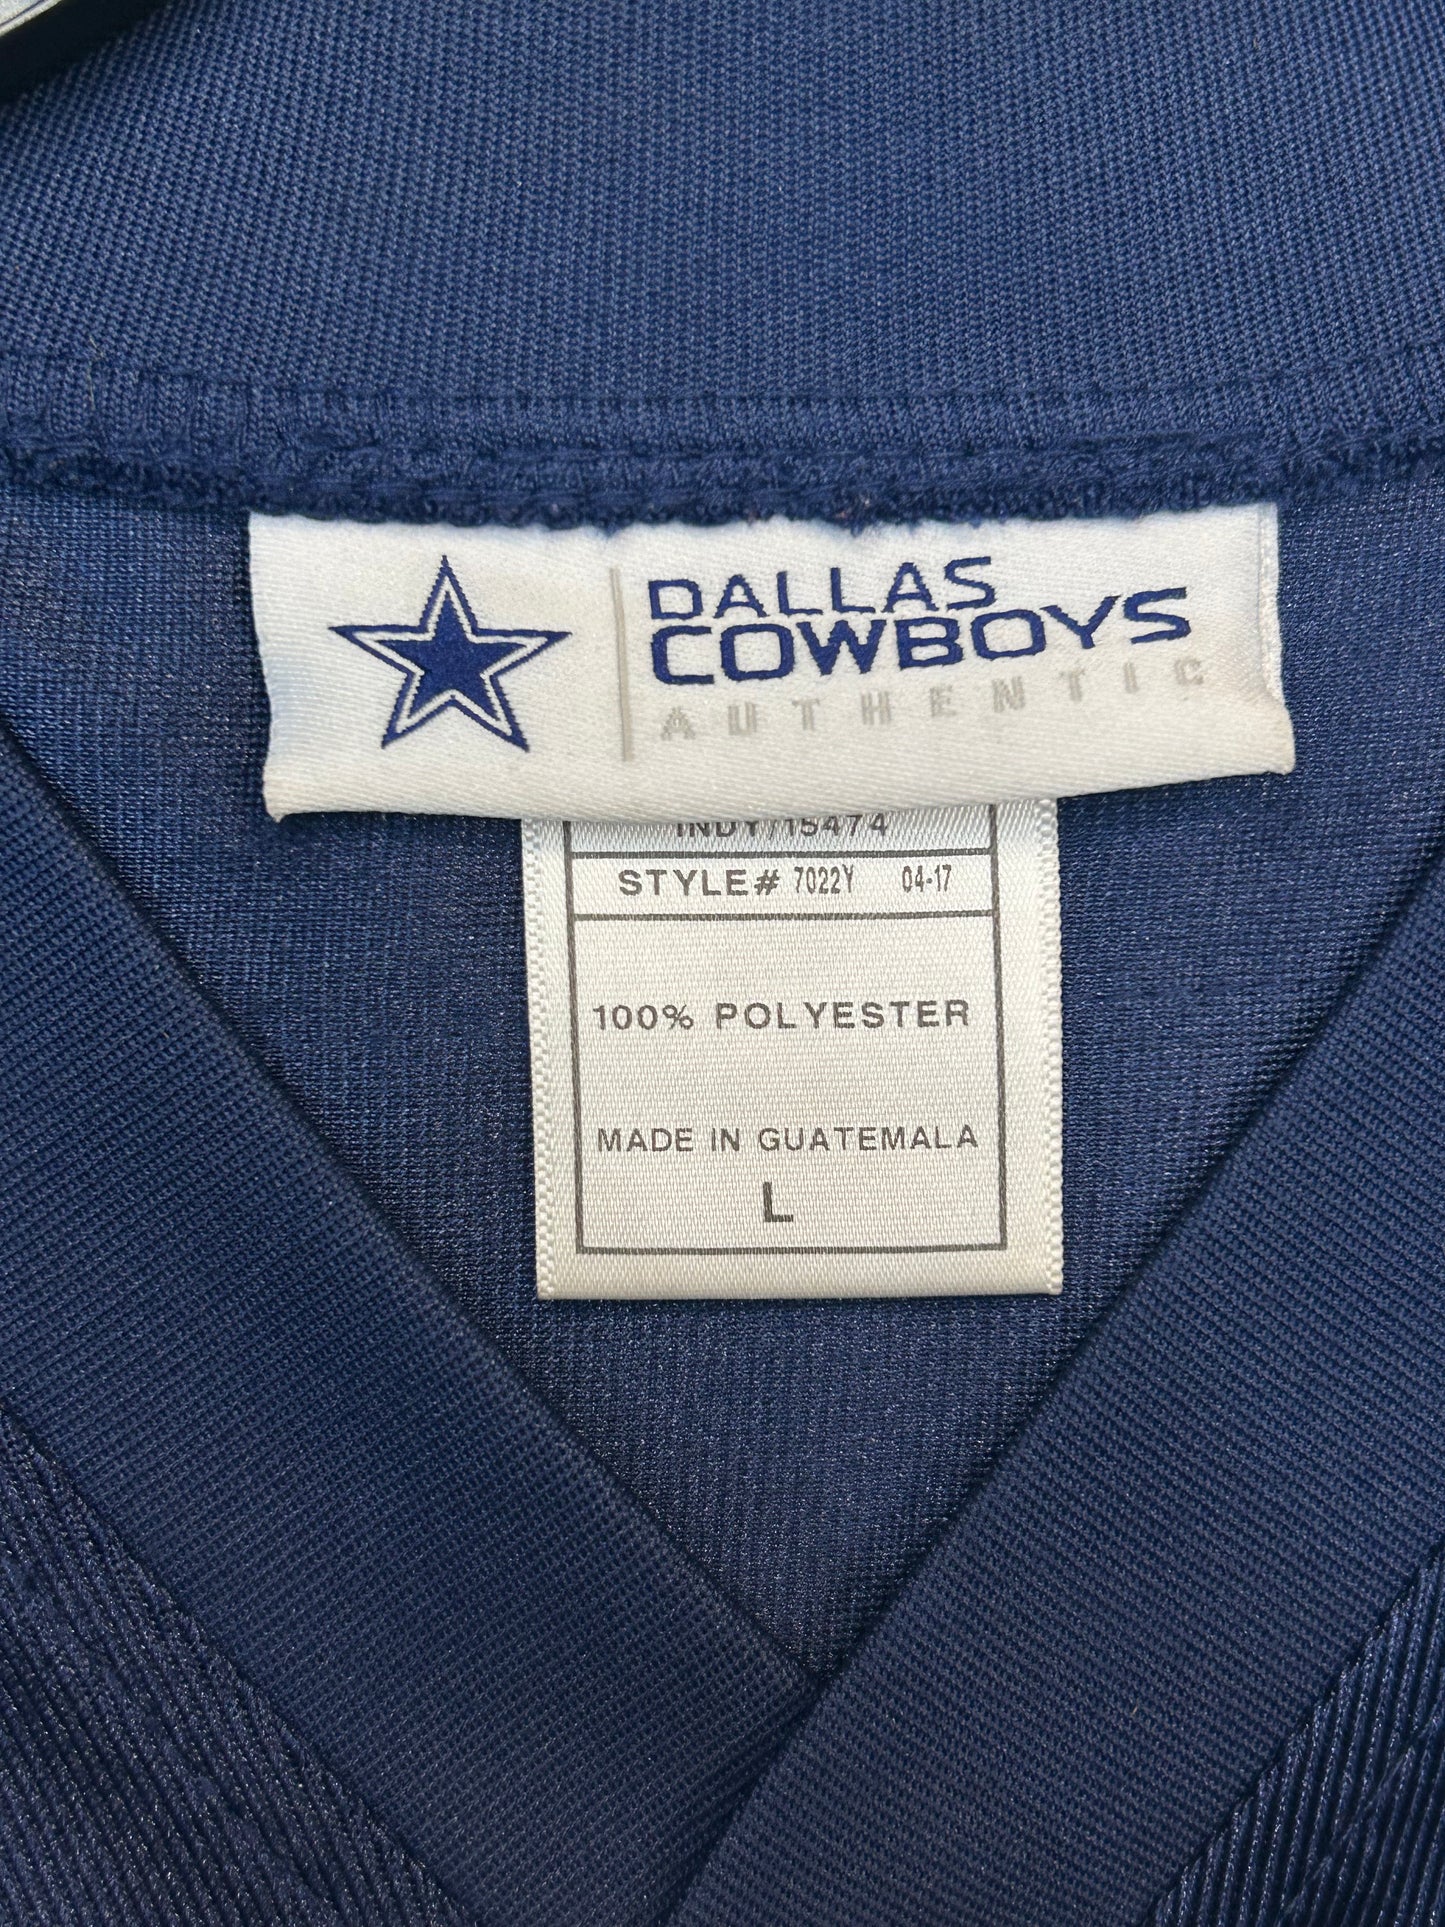 DALLAS
COWBOYS
AUTHENTIC
INDY/15474
STYLE# 7022Y 04-17
100% POLYESTER
MADE IN GUATEMALA
L